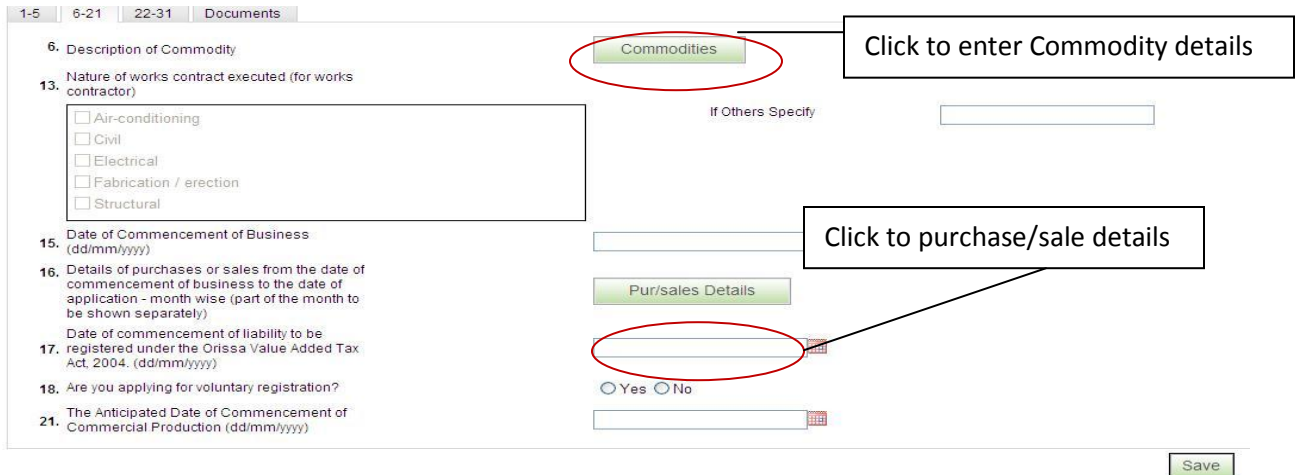 1-5 6-21 22-31 Documents
6. Description of Commodity
Commodities
Click to enter Commodity details
13. Nature of works contract executed (for works
contractor)
Air-conditioning
Civil
Electrical
Fabrication / erection
Structural
If Others Specify
15. Date of Commencement of Business
(dd/mm/yyyy)
Click to purchase/sale details
16. Details of purchases or sales from the date of
commencement of business to the date of
application - month wise (part of the month to
be shown separately)
Pur/sales Details
17. Date of commencement of liability to be
registered under the Orissa Value Added Tax
Act, 2004. (dd/mm/yyyy)
18. Are you applying for voluntary registration?
Yes No
21. The Anticipated Date of Commencement of
Commercial Production (dd/mm/yyyy)
Save